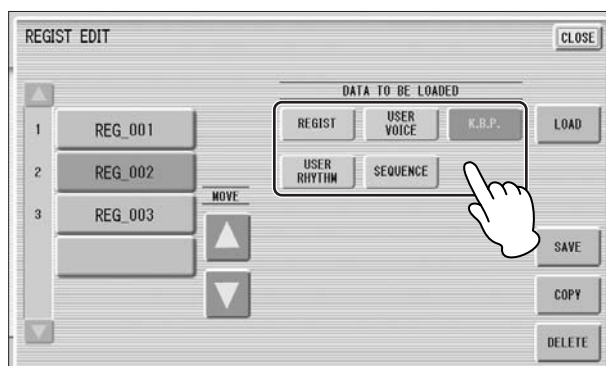 REGIST EDIT
CLOSE
DATA TO BE LOADED
REGIST
USER
VOICE
K.B.P.
LOAD
1 REG_001
2 REG_002
USER
RHYTHM
SEQUENCE
MOVE
3 REG_003
SAVE
COPY
DELETE